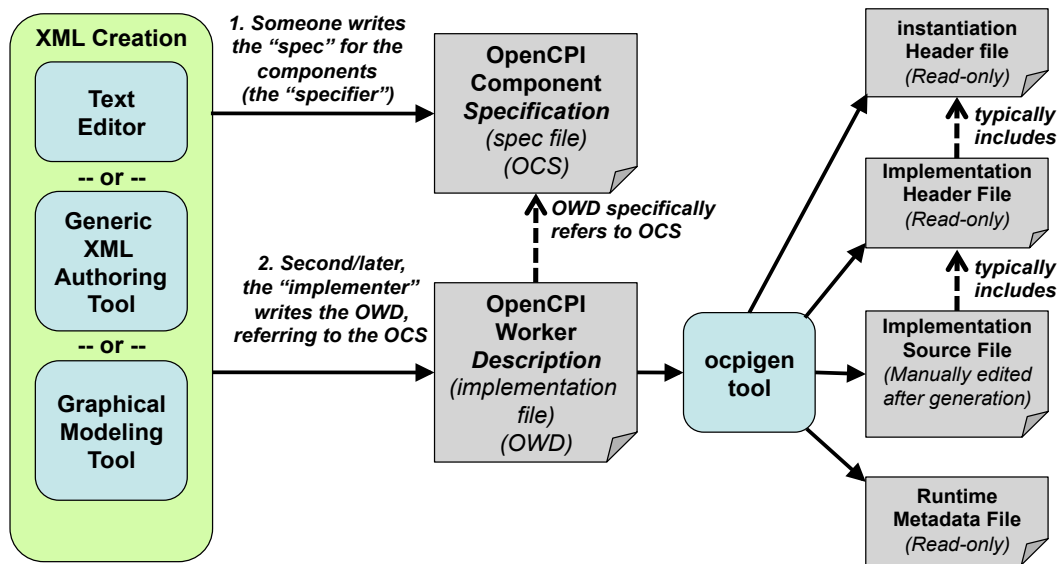 XML Creation
Text
Editor
-- or --
Generic
XML
Authoring
Tool
-- or --
Graphical
Modeling
Tool
1. Someone writes
the “spec” for the
components
(the “specifier”)
OpenCPI
Component
Specification
(spec file)
(OCS)
OWD specifically
refers to OCS
2. Second/later,
the “implementer”
writes the OWD,
referring to the OCS
OpenCPI
Worker
Description
(implementation
file)
(OWD)
ocpigen
tool
instantiation
Header file
(Read-only)
typically
includes
Implementation
Header File
(Read-only)
typically
includes
Implementation
Source File
(Manually edited
after generation)
Runtime
Metadata File
(Read-only)